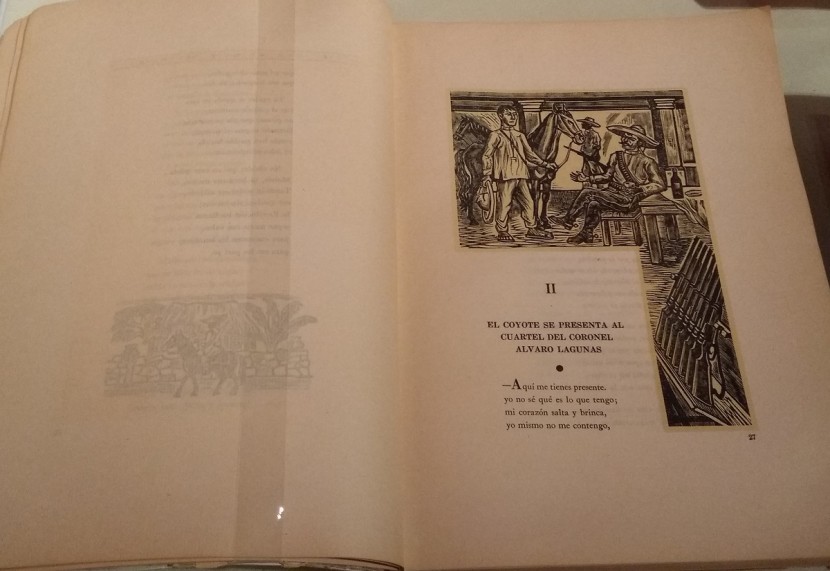 II
EL COYOTE SE PRESENTA AL
CUARTEL DEL CORONEL
ALVARO LAGUNAS
—Aquí me tienes presente.
yo no sé qué es lo que tengo;
mi corazón salta y brinca,
yo mismo no me contengo,
27